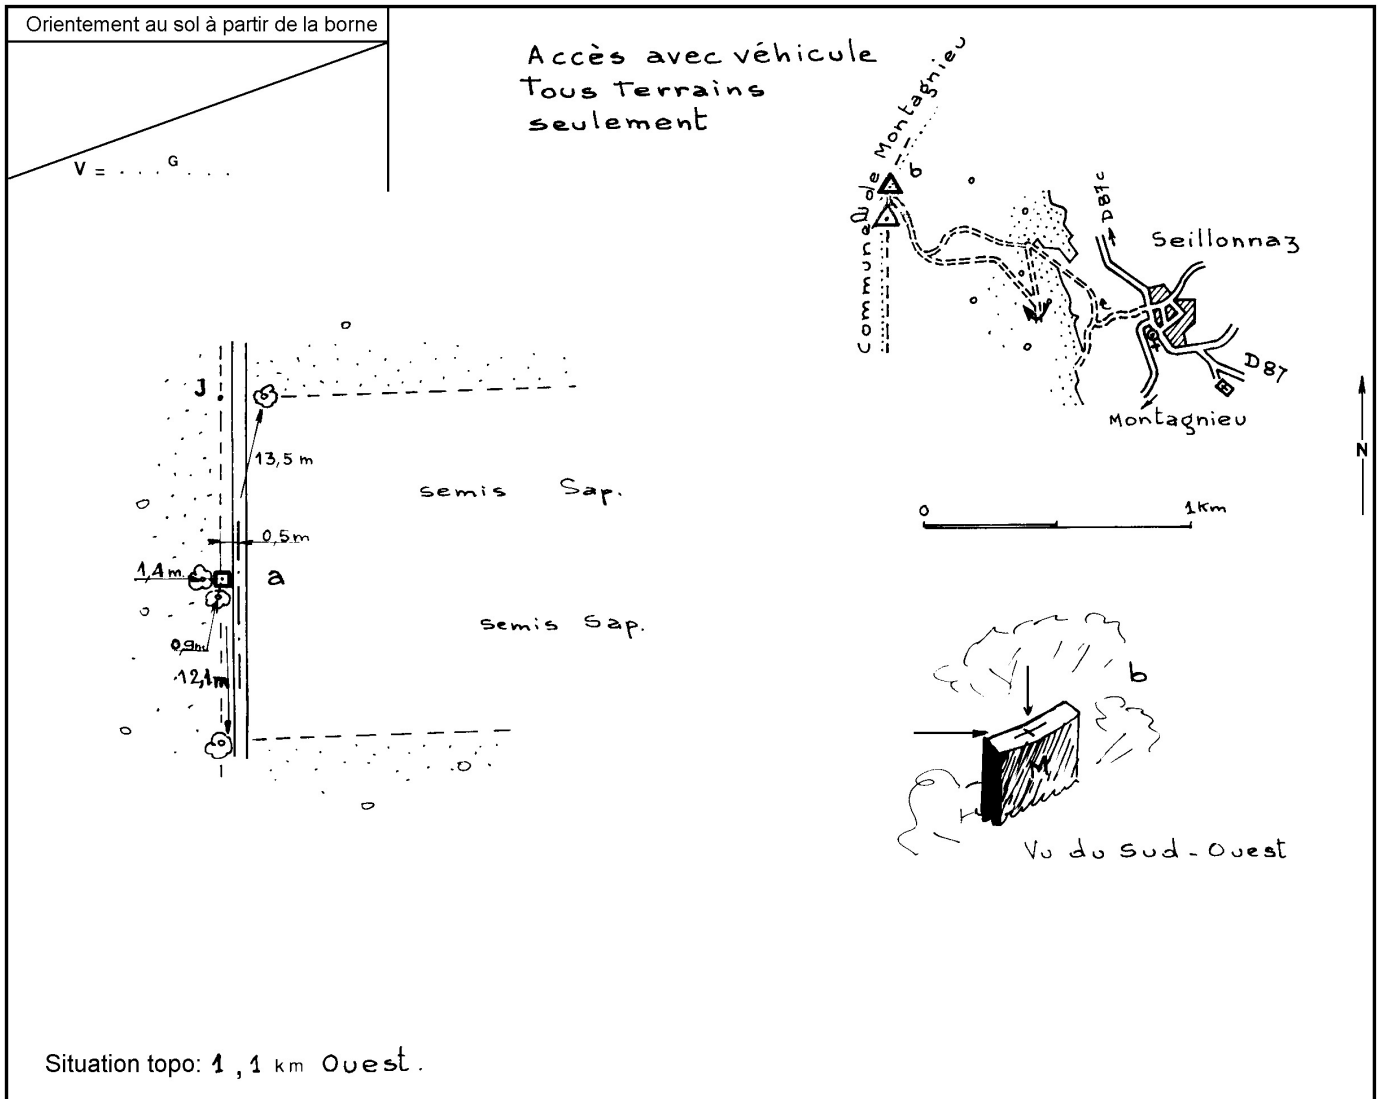 Orientement au sol à partir de la borne
V = . . . . G . . . .
Accès avec véhicule
Tous Terrains
seulement
Commune de Montagnieu
b
D87c
Seillonnaz
D87
Montagnieu
N
0 1Km
J
13,5 m
semis Sap.
0,5 m
1,4 m.
a
semis Sap.
0,9m
12,1m
b
M
Vu du Sud-Ouest
Situation topo: 1,1 km Ouest.